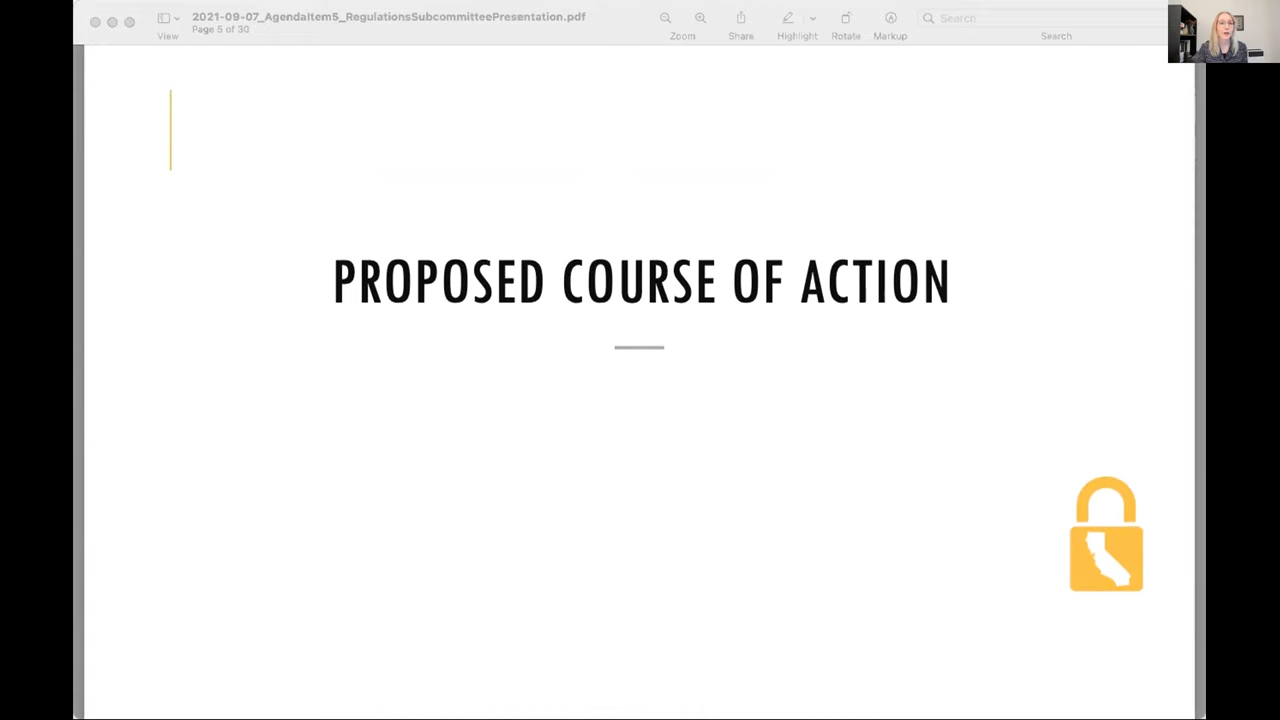 2021-09-07_AgendaItem5_RegulationsSubcommitteePresentation.pdf
Page 5 of 30
View
Zoom
Share
Highlight
Rotate
Markup
Search
Search
PROPOSED COURSE OF ACTION